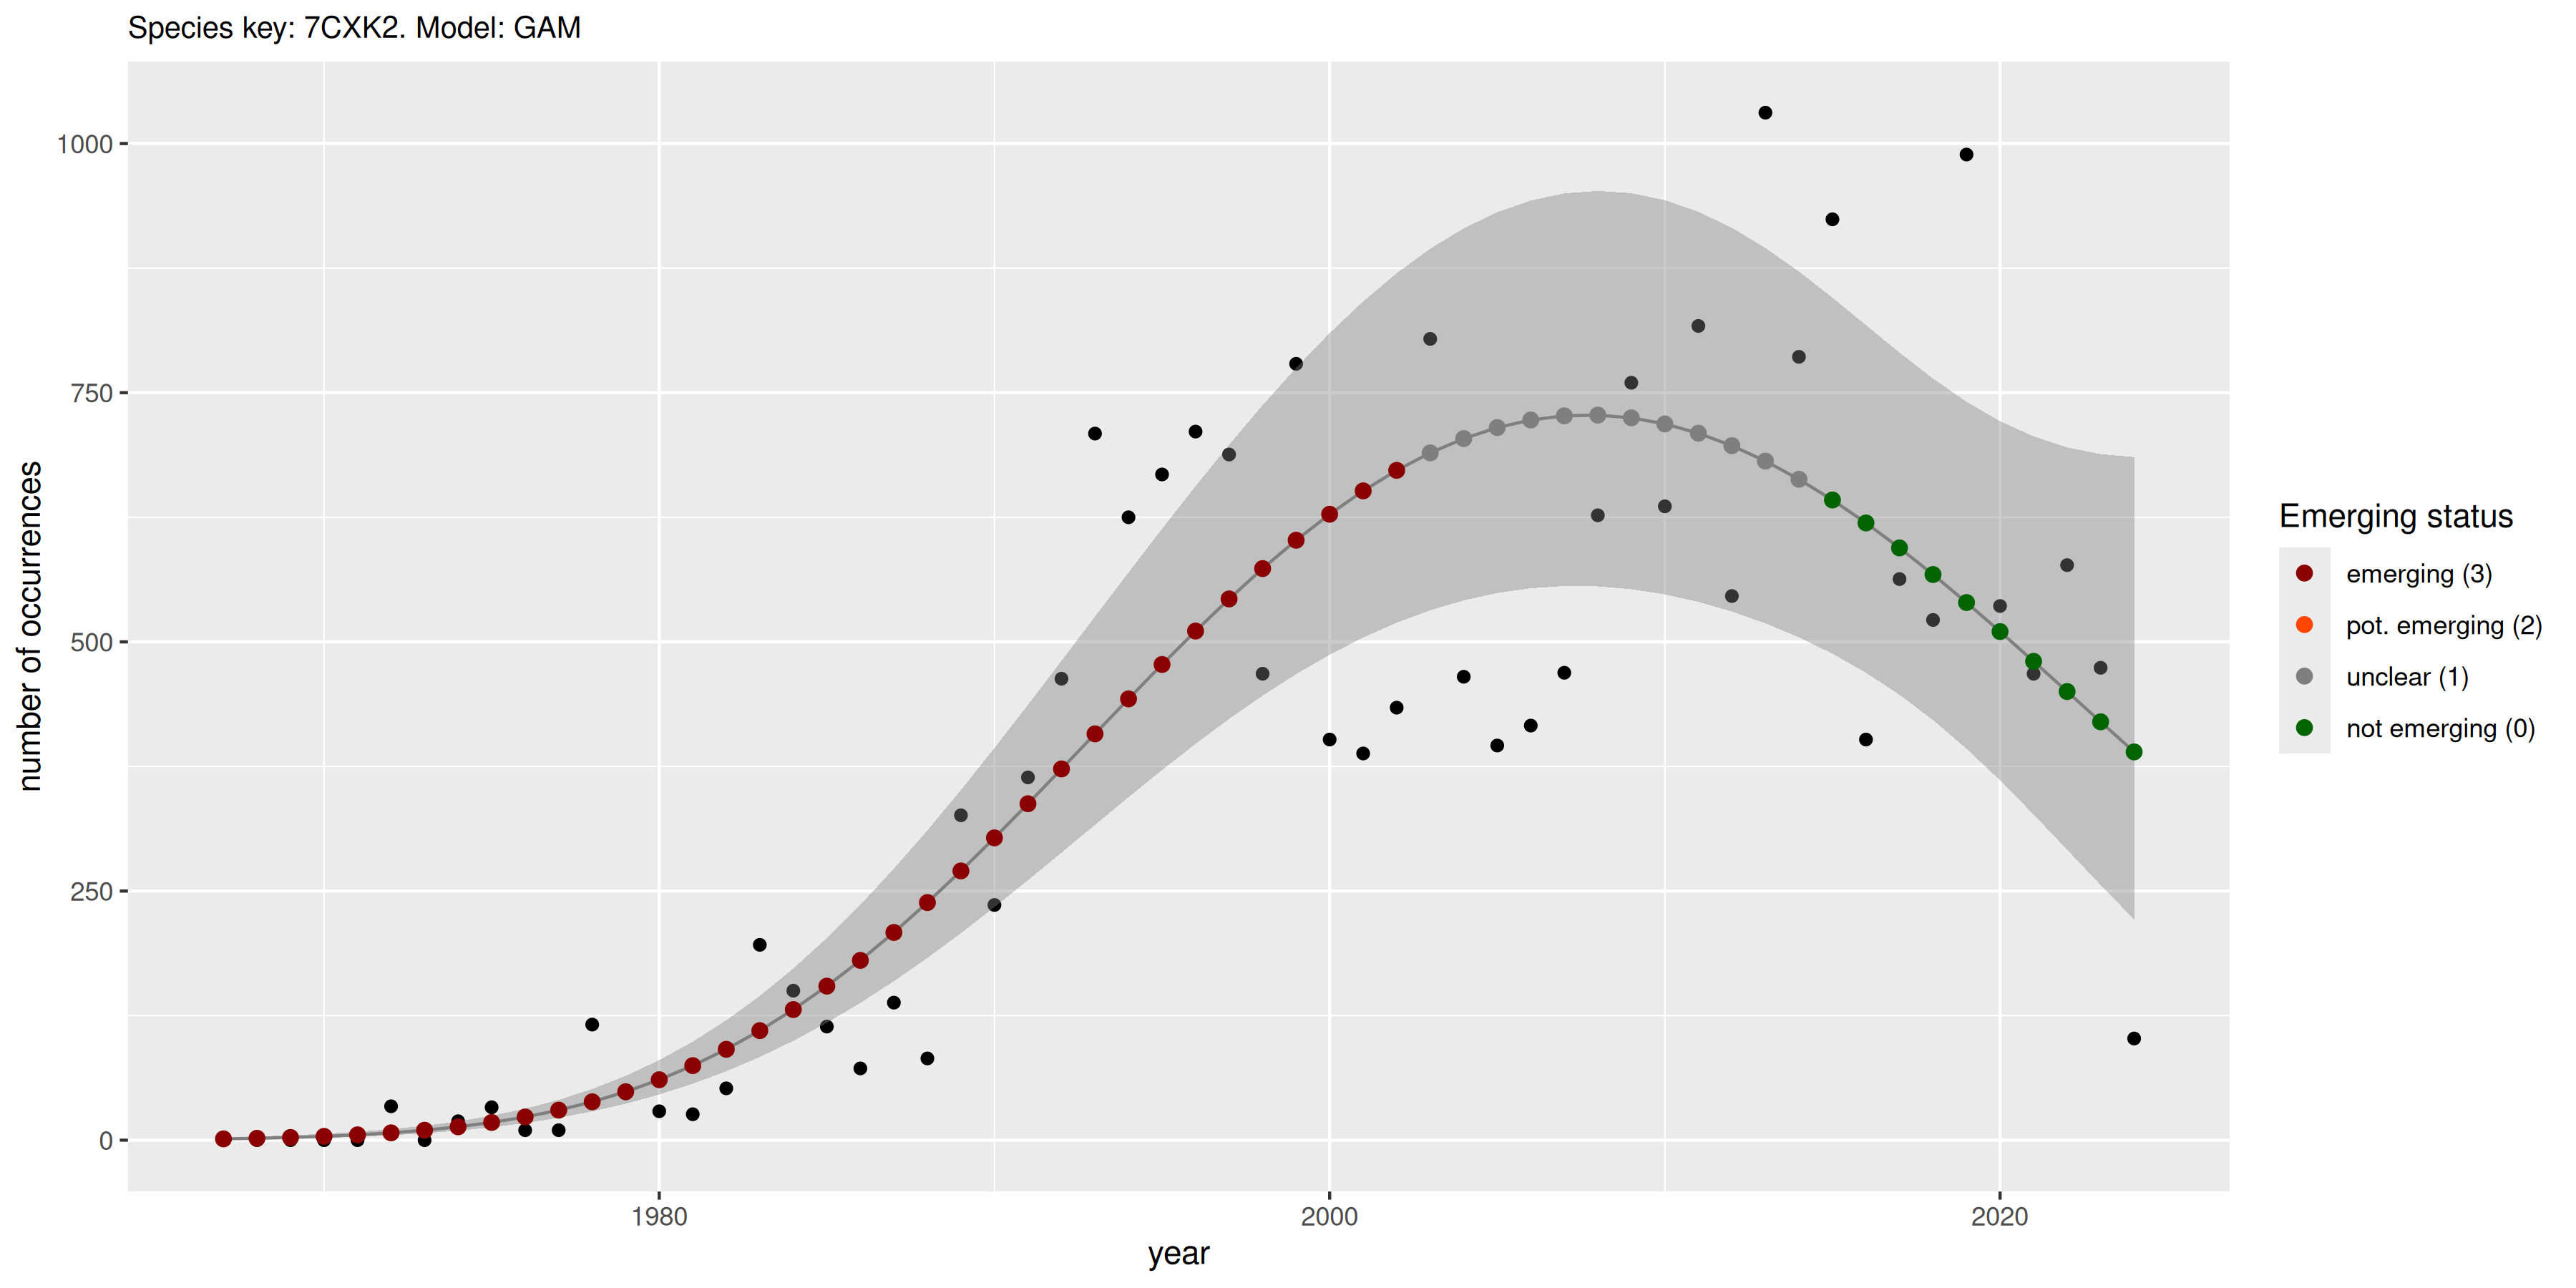 Species key: 7CXK2. Model: GAM
1000
750
500
250
0
number of occurrences
1980
2000
2020
year
Emerging status
emerging (3)
pot. emerging (2)
unclear (1)
not emerging (0)